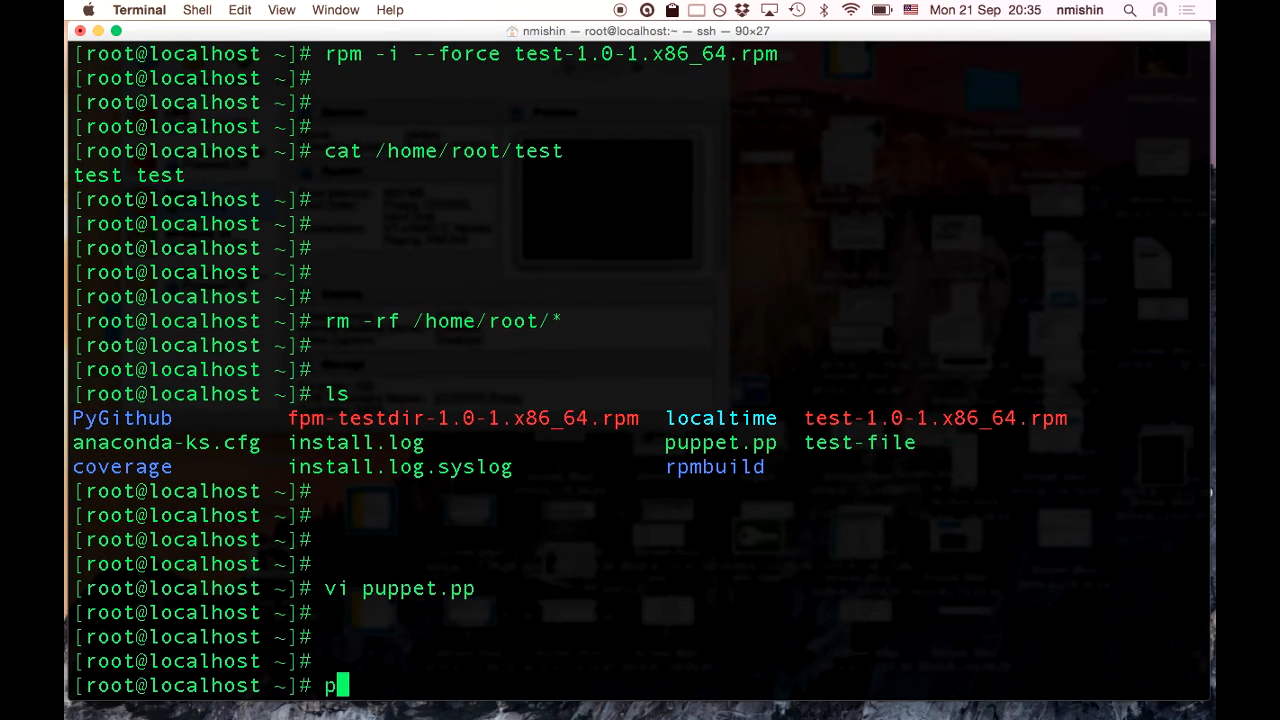 Terminal Shell Edit View Window Help Mon 21 Sep 20:35 nmishin
nmishin — root@localhost:~ — ssh — 90×27
[root@localhost ~]# rpm -i --force test-1.0-1.x86_64.rpm
[root@localhost ~]#
[root@localhost ~]#
[root@localhost ~]#
[root@localhost ~]# cat /home/root/test
test test
[root@localhost ~]#
[root@localhost ~]#
[root@localhost ~]#
[root@localhost ~]#
[root@localhost ~]#
[root@localhost ~]# rm -rf /home/root/*
[root@localhost ~]#
[root@localhost ~]#
[root@localhost ~]# ls
PyGithub fpm-testdir-1.0-1.x86_64.rpm localtime test-1.0-1.x86_64.rpm
anaconda-ks.cfg install.log puppet.pp test-file
coverage install.log.syslog rpmbuild
[root@localhost ~]#
[root@localhost ~]#
[root@localhost ~]#
[root@localhost ~]#
[root@localhost ~]# vi puppet.pp
[root@localhost ~]#
[root@localhost ~]#
[root@localhost ~]#
[root@localhost ~]# p